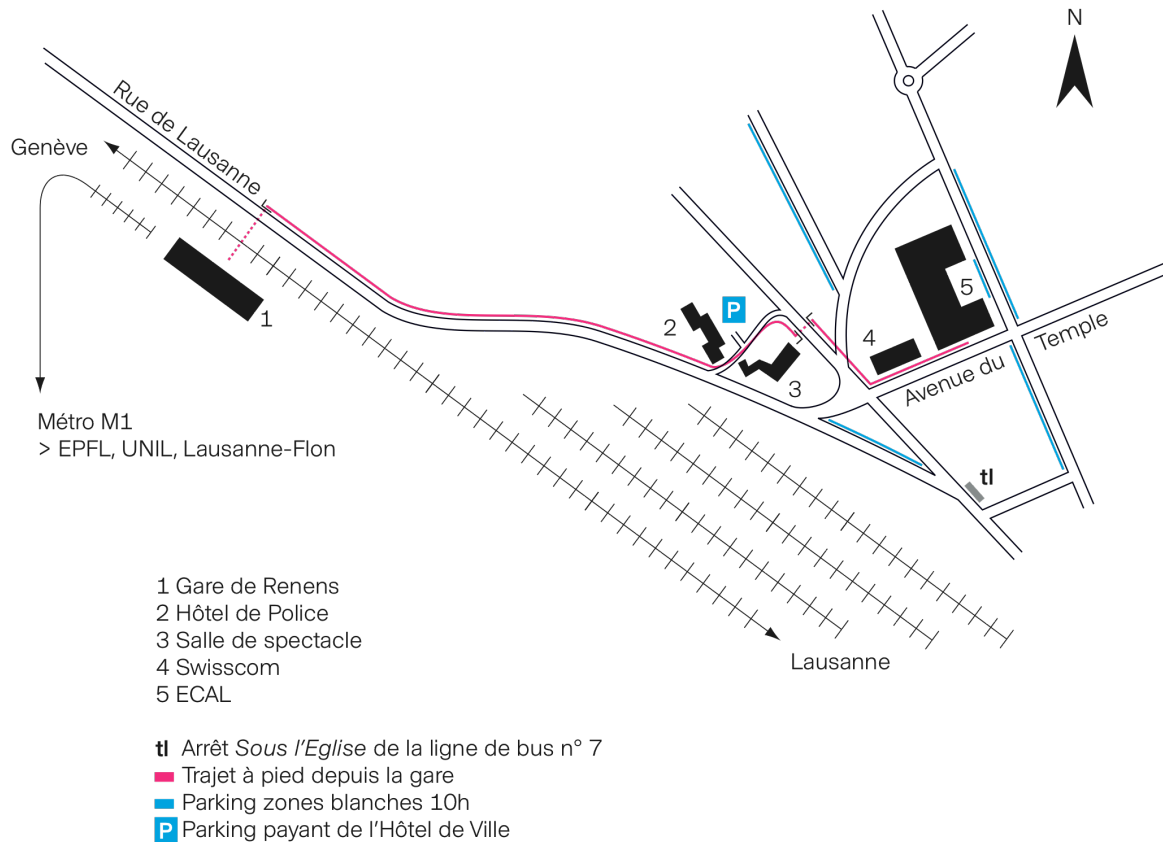 N
Rue de Lausanne
Genève
1
2
P
3
4
5
Avenue du Temple
Métro M1
> EPFL, UNIL, Lausanne-Flon
tl
Lausanne
1 Gare de Renens
2 Hôtel de Police
3 Salle de spectacle
4 Swisscom
5 ECAL
tl Arrêt Sous l'Eglise de la ligne de bus n° 7
Trajet à pied depuis la gare
Parking zones blanches 10h
P Parking payant de l'Hôtel de Ville